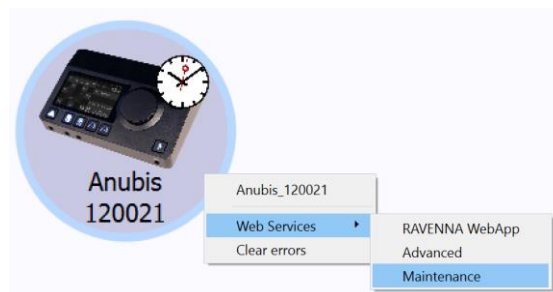 Anubis
120021
Anubis_120021
Web Services
Clear errors
RAVENNA WebApp
Advanced
Maintenance